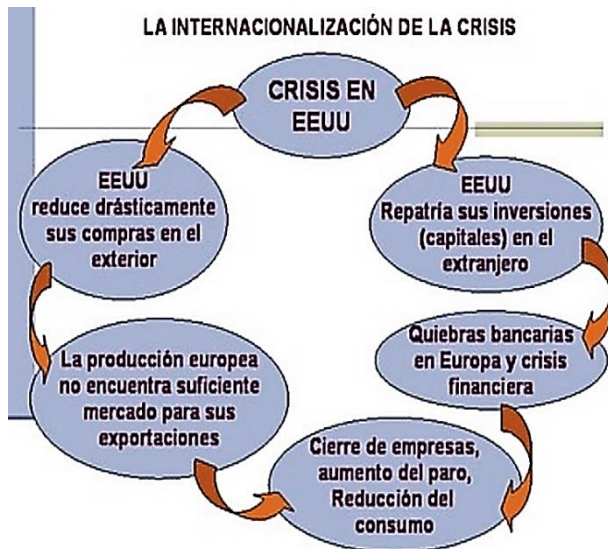 LA INTERNACIONALIZACIÓN DE LA CRISIS
CRISIS EN
EEUU
EEUU
reduce drásticamente
sus compras en el
exterior
EEUU
Repatría sus inversiones
(capitales) en el
extranjero
La producción europea
no encuentra suficiente
mercado para sus
exportaciones
Quiebras bancarias
en Europa y crisis
financiera
Cierre de empresas,
aumento del paro,
Reducción del
consumo